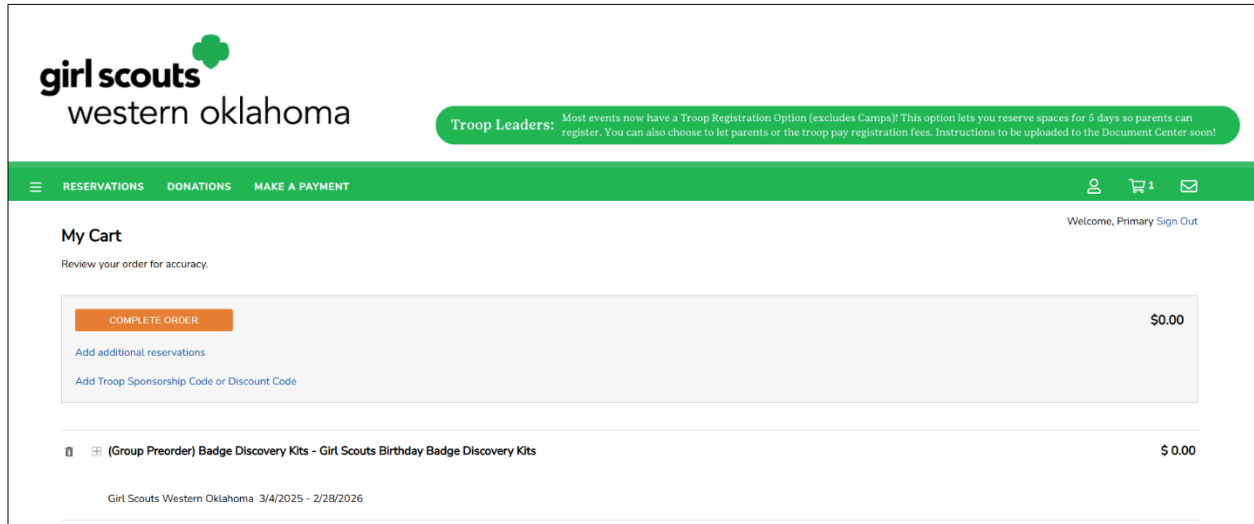 girl scouts
western oklahoma
Troop Leaders: Most events now have a Troop Registration Option (excludes Camps)! This option lets you reserve spaces for 5 days so parents can
register. You can also choose to let parents or the troop pay registration fees. Instructions to be uploaded to the Document Center soon!
RESERVATIONS DONATIONS MAKE A PAYMENT 1
Welcome, Primary Sign Out
My Cart
Review your order for accuracy.
COMPLETE ORDER $0.00
Add additional reservations
Add Troop Sponsorship Code or Discount Code
(Group Preorder) Badge Discovery Kits - Girl Scouts Birthday Badge Discovery Kits $ 0.00
Girl Scouts Western Oklahoma 3/4/2025 - 2/28/2026